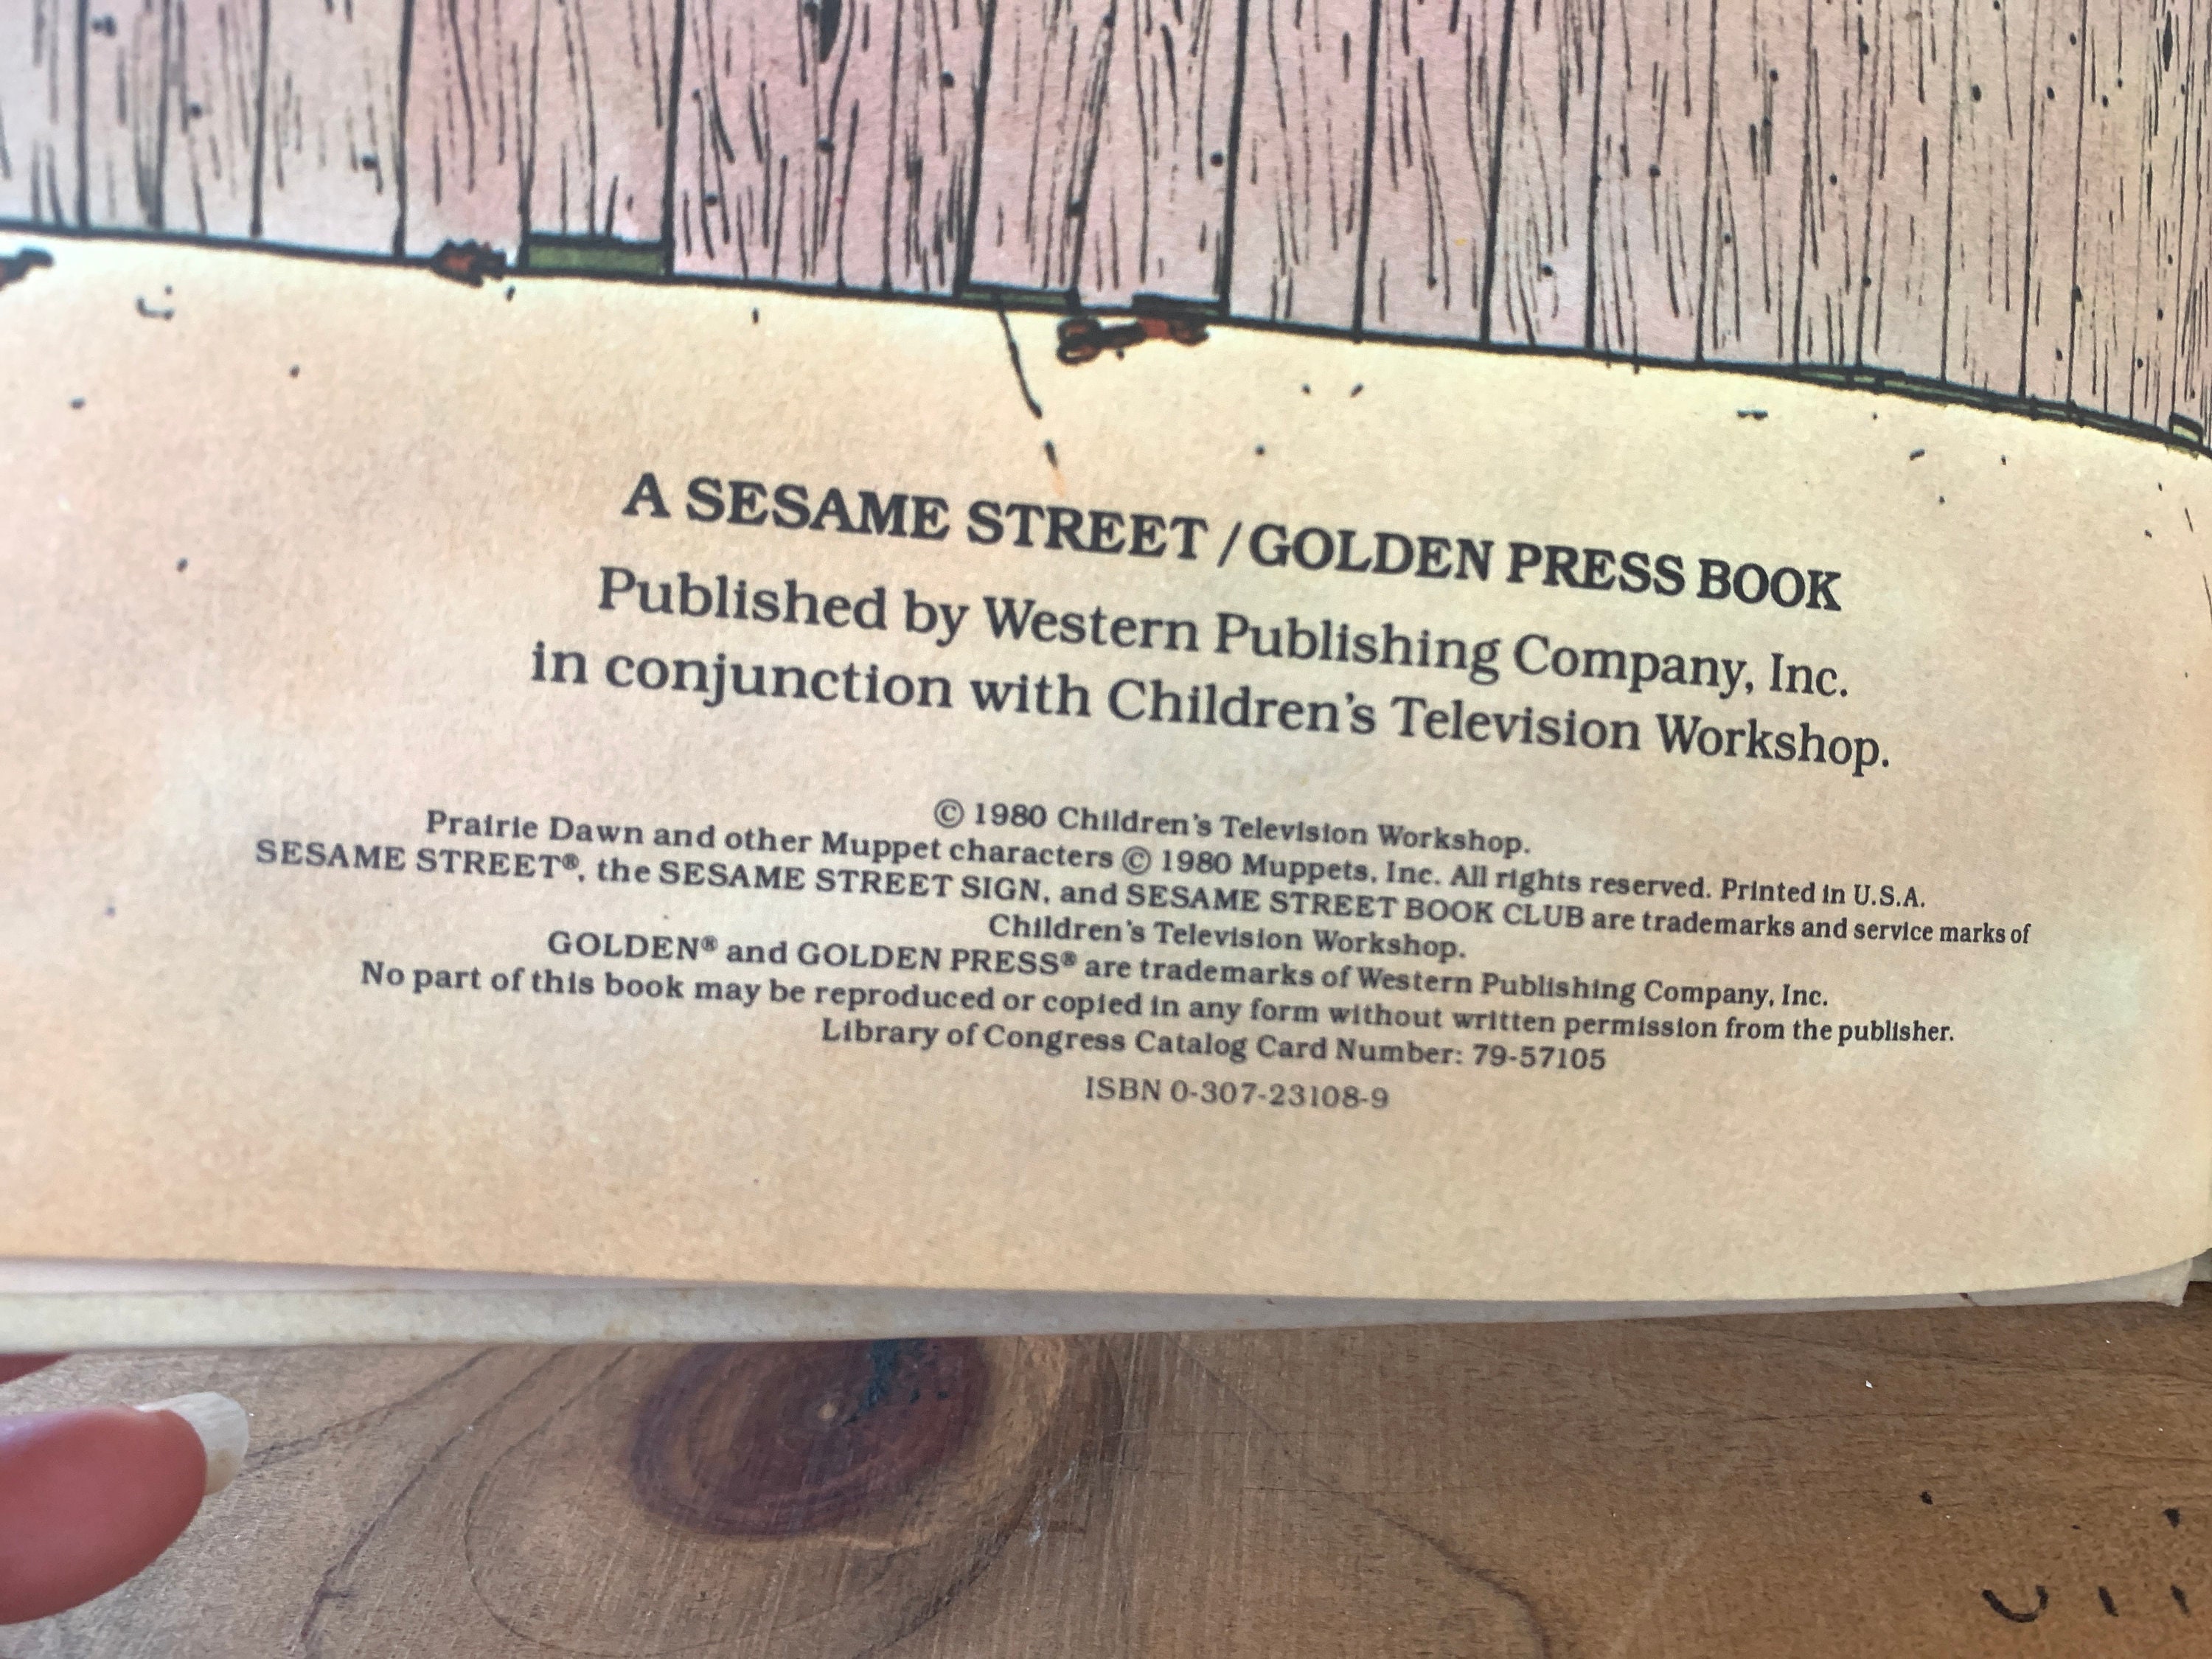 A SESAME STREET / GOLDEN PRESS BOOK
Published by Western Publishing Company, Inc.
in conjunction with Children's Television Workshop.
© 1980 Children's Television Workshop.
Prairie Dawn and other Muppet characters © 1980 Muppets, Inc. All rights reserved. Printed in U.S.A.
SESAME STREET®, the SESAME STREET SIGN, and SESAME STREET BOOK CLUB are trademarks and service marks of
Children's Television Workshop.
GOLDEN® and GOLDEN PRESS® are trademarks of Western Publishing Company, Inc.
No part of this book may be reproduced or copied in any form without written permission from the publisher.
Library of Congress Catalog Card Number: 79-57105
ISBN 0-307-23108-9